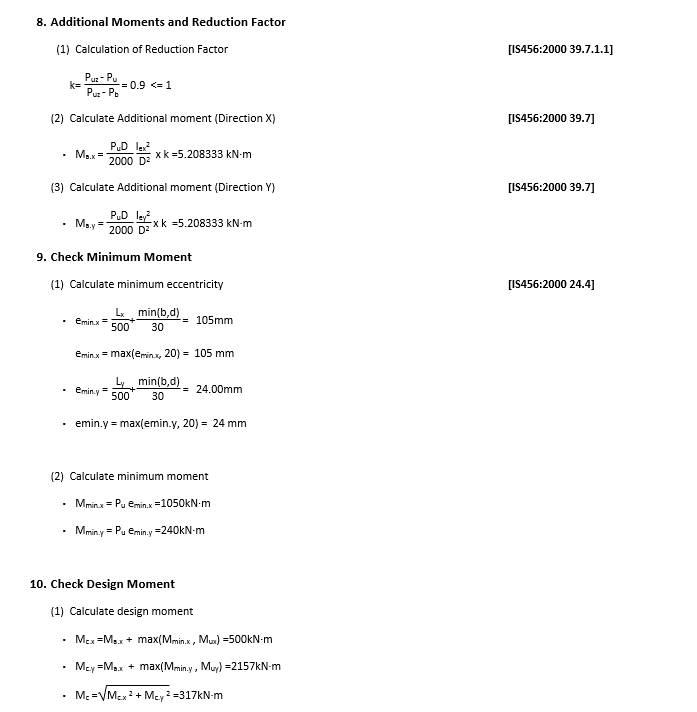 8. Additional Moments and Reduction Factor
(1) Calculation of Reduction Factor [IS456:2000 39.7.1.1]
k= (Puz - Pu)/(Puz - Pb) = 0.9 <= 1
(2) Calculate Additional moment (Direction X) [IS456:2000 39.7]
· Ma.x = PuD/2000 lex²/D² x k =5.208333 kN·m
(3) Calculate Additional moment (Direction Y) [IS456:2000 39.7]
· Ma.y = PuD/2000 ley²/D² x k =5.208333 kN·m
9. Check Minimum Moment
(1) Calculate minimum eccentricity [IS456:2000 24.4]
· emin.x = Lx/500 + min(b,d)/30 = 105mm
emin.x = max(emin.x, 20) = 105 mm
· emin.y = Ly/500 + min(b,d)/30 = 24.00mm
· emin.y = max(emin.y, 20) = 24 mm
(2) Calculate minimum moment
· Mmin.x = Pu emin.x =1050kN·m
· Mmin.y = Pu emin.y =240kN·m
10. Check Design Moment
(1) Calculate design moment
· Mc.x =Ma.x + max(Mmin.x , Mux) =500kN·m
· Mc.y =Ma.x + max(Mmin.y , Muy) =2157kN·m
· Mc =√Mc.x ² + Mc.y ² =317kN·m